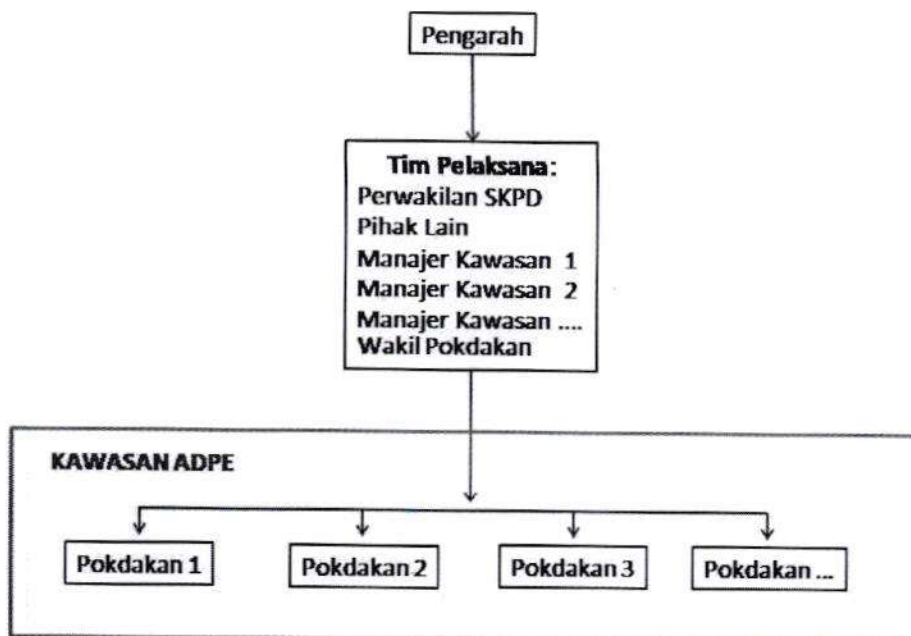 Pengarah
Tim Pelaksana:
Perwakilan SKPD
Pihak Lain
Manajer Kawasan 1
Manajer Kawasan 2
Manajer Kawasan ....
Wakil Pokdakan
KAWASAN ADPE
Pokdakan 1
Pokdakan 2
Pokdakan 3
Pokdakan ...